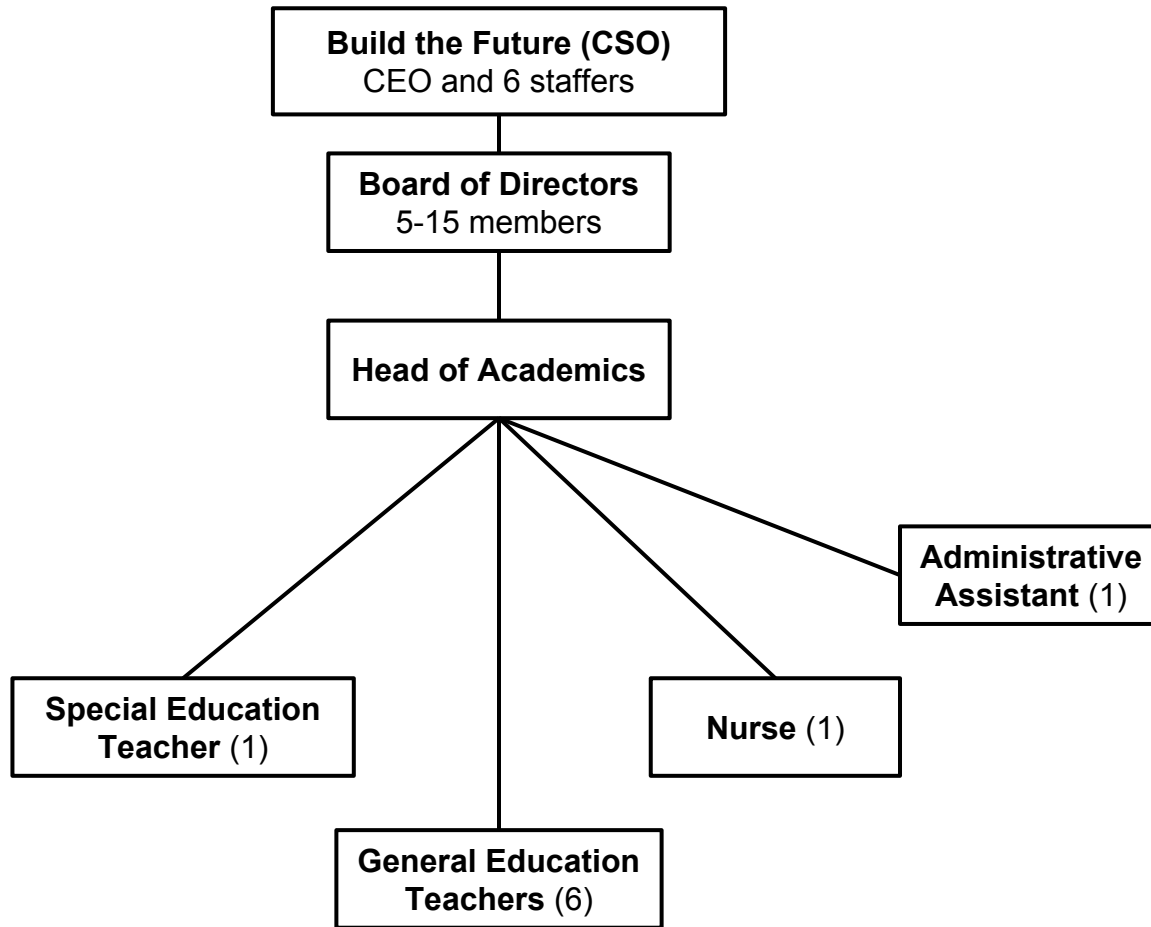 Build the Future (CSO)
CEO and 6 staffers
Board of Directors
5-15 members
Head of Academics
Administrative
Assistant (1)
Special Education
Teacher (1)
Nurse (1)
General Education
Teachers (6)